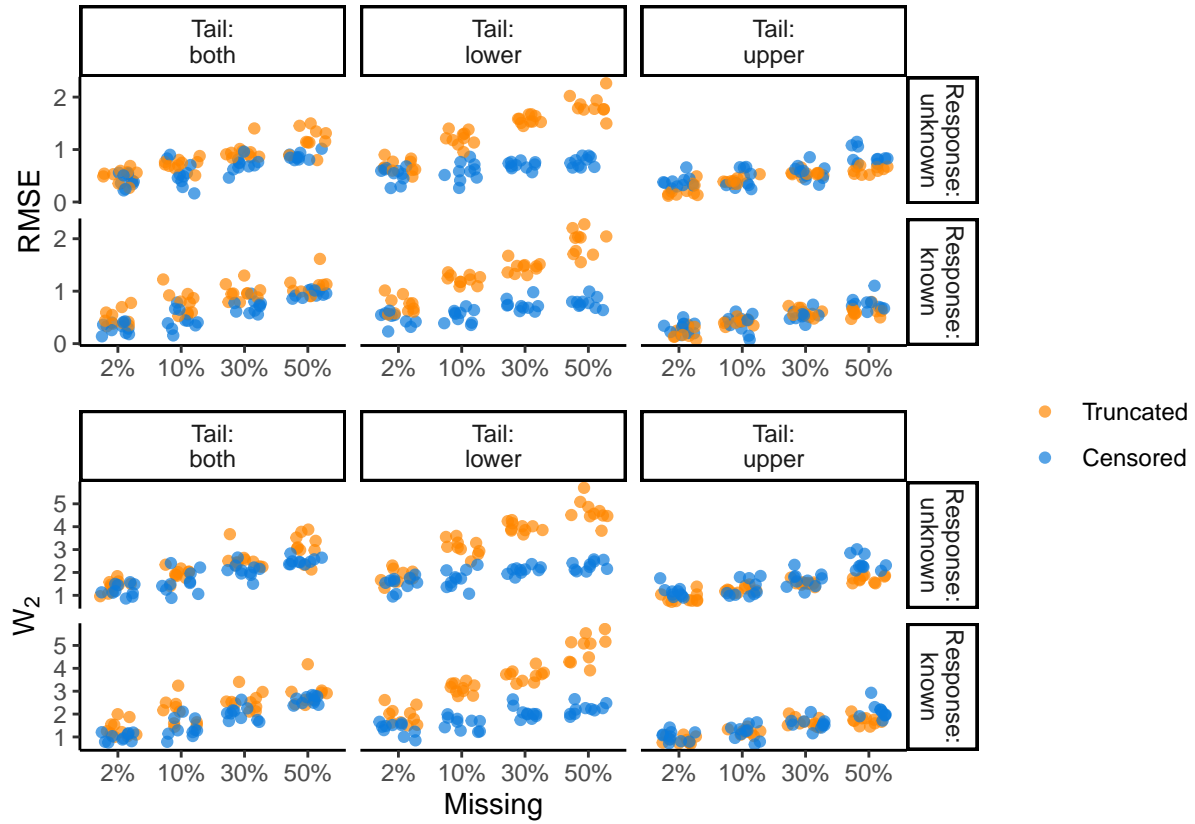 Tail:
both
Tail:
lower
Tail:
upper
2
1
0
Response:
unknown
RMSE
2
1
0
Response:
known
2%
10%
30%
50%
2%
10%
30%
50%
2%
10%
30%
50%
Truncated
Censored
Tail:
both
Tail:
lower
Tail:
upper
5
4
3
2
1
Response:
unknown
W2
5
4
3
2
1
Response:
known
2%
10%
30%
50%
2%
10%
30%
50%
2%
10%
30%
50%
Missing